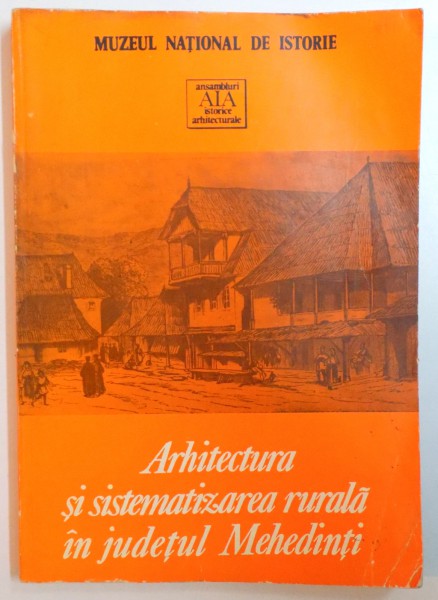 MUZEUL NAȚIONAL DE ISTORIE
ansambluri
AIA
istorice
arhitecturale
Arhitectura
și sistematizarea rurală
în județul Mehedinți